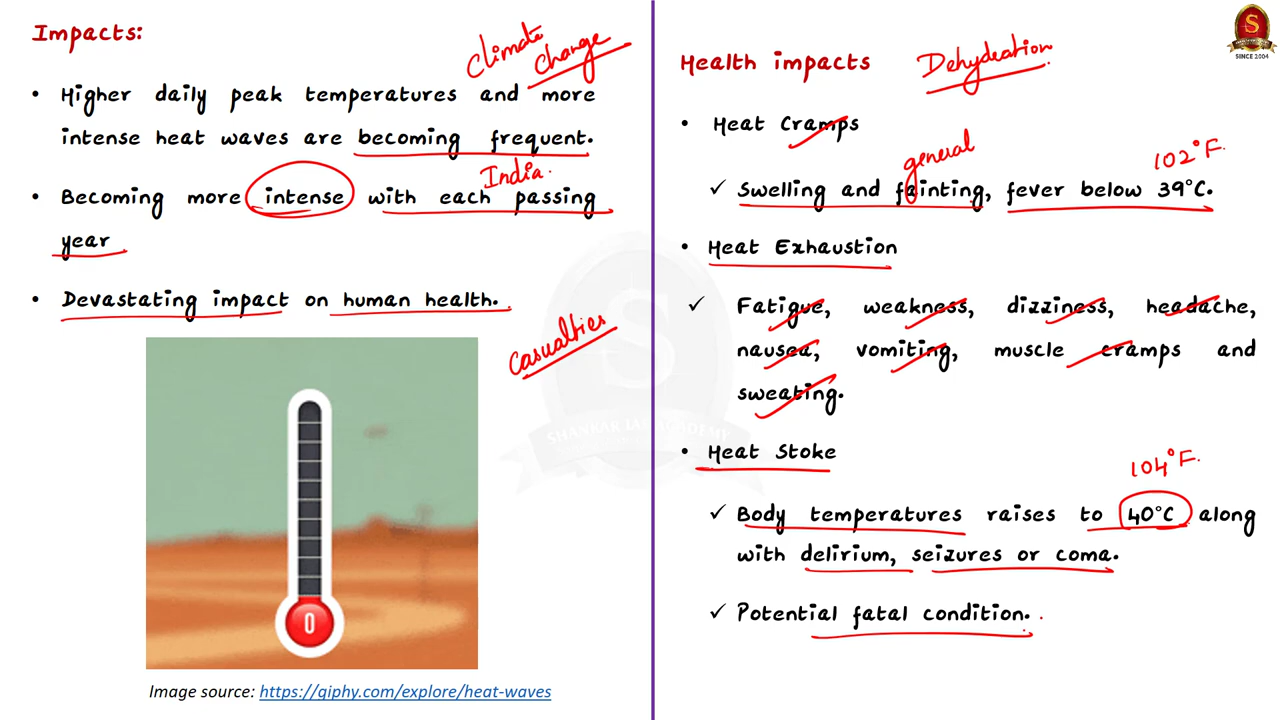 Impacts:
Climate
change
• Higher daily peak temperatures and more
intense heat waves are becoming frequent.
India.
• Becoming more intense with each passing
year
• Devastating impact on human health.
Casualties
0
Image source: https://giphy.com/explore/heat-waves
S
SINCE 2004
Health impacts
Dehydration
• Heat Cramps
general
102°F.
✓ Swelling and fainting, fever below 39°C.
• Heat Exhaustion
✓ Fatigue, weakness, dizziness, headache,
nausea, vomiting, muscle cramps and
sweating.
SHANKAR IAS ACADEMY
• Heat Stoke
104°F.
✓ Body temperatures raises to 40°C along
with delirium, seizures or coma.
✓ Potential fatal condition.